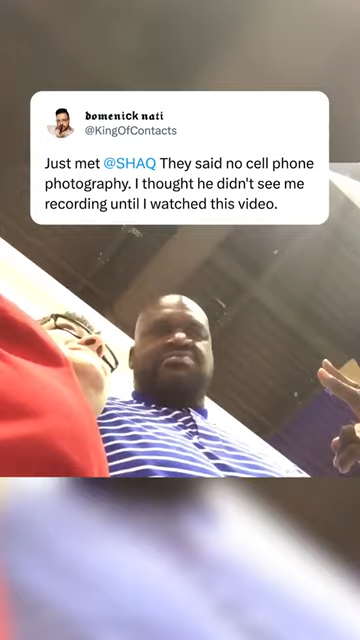 domenick nati
@KingOfContacts
Just met @SHAQ They said no cell phone
photography. I thought he didn't see me
recording until I watched this video.